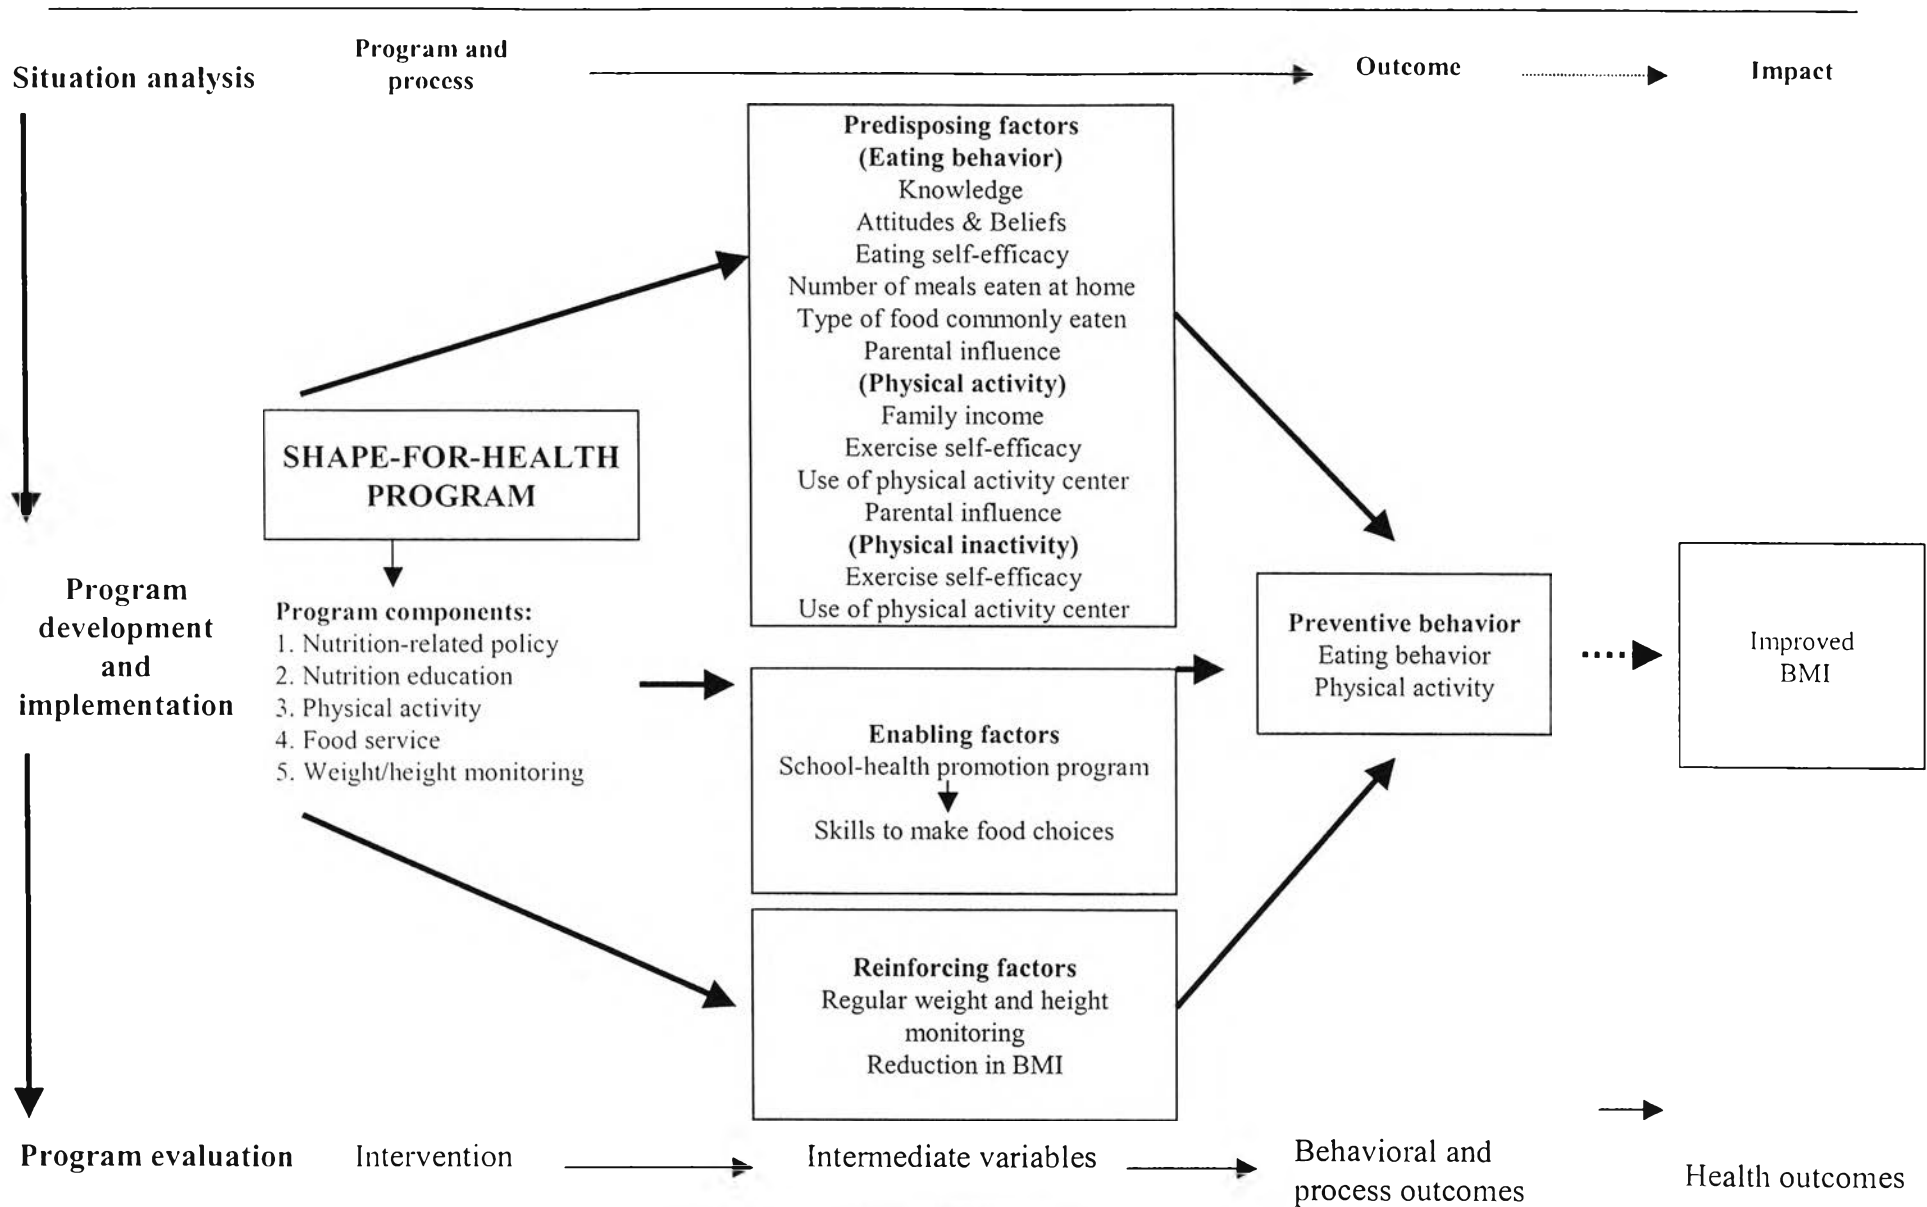 Situation analysis
Program and
process
Outcome
Impact
Predisposing factors
(Eating behavior)
Knowledge
Attitudes & Beliefs
Eating self-efficacy
Number of meals eaten at home
Type of food commonly eaten
Parental influence
(Physical activity)
Family income
Exercise self-efficacy
Use of physical activity center
Parental influence
(Physical inactivity)
Exercise self-efficacy
Use of physical activity center
SHAPE-FOR-HEALTH
PROGRAM
Program
development
and
implementation
Program components:
1. Nutrition-related policy
2. Nutrition education
3. Physical activity
4. Food service
5. Weight/height monitoring
Enabling factors
School-health promotion program
Skills to make food choices
Reinforcing factors
Regular weight and height
monitoring
Reduction in BMI
Preventive behavior
Eating behavior
Physical activity
Improved
BMI
Program evaluation
Intervention
Intermediate variables
Behavioral and
process outcomes
Health outcomes